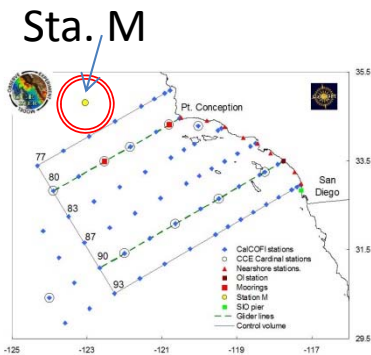 Sta. M
Pt. Conception
35.5
77
80
83
87
90
93
San
Diego
33.5
31.5
29.5
CalCOFI stations
CCE Cardinal stations
Nearshore stations.
OI station
Moorings
Station M
SIO pier
Glider lines
Control volume
-125
-123
-121
-119
-117